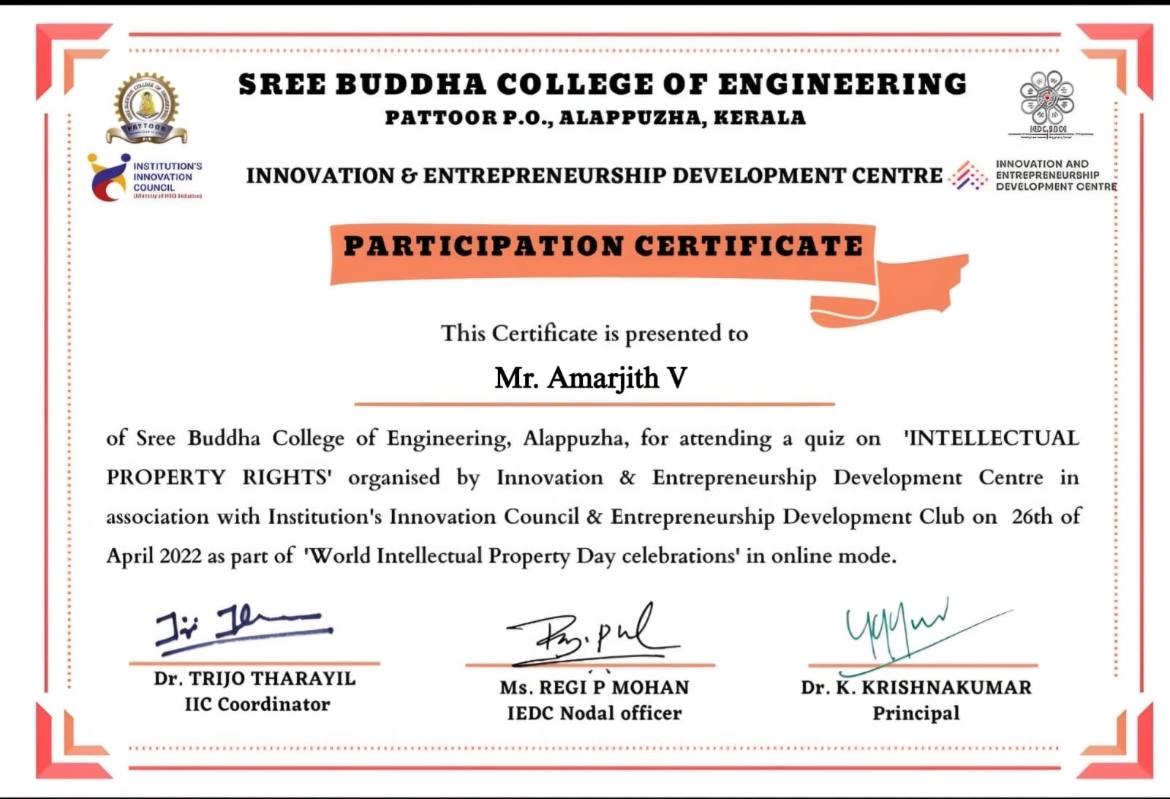 SREE BUDDHA COLLEGE OF ENGINEERING
PATTOOR P.O., ALAPPUZHA, KERALA
PATTOOR
IEDC SBCE
INSTITUTION'S
INNOVATION
COUNCIL
INNOVATION & ENTREPRENEURSHIP DEVELOPMENT CENTRE
INNOVATION AND
ENTREPRENEURSHIP
DEVELOPMENT CENTRE
PARTICIPATION CERTIFICATE
This Certificate is presented to
Mr. Amarjith V
of Sree Buddha College of Engineering, Alappuzha, for attending a quiz on 'INTELLECTUAL
PROPERTY RIGHTS' organised by Innovation & Entrepreneurship Development Centre in
association with Institution's Innovation Council & Entrepreneurship Development Club on 26th of
April 2022 as part of 'World Intellectual Property Day celebrations' in online mode.
Dr. TRIJO THARAYIL
IIC Coordinator
Ms. REGI P MOHAN
IEDC Nodal officer
Dr. K. KRISHNAKUMAR
Principal